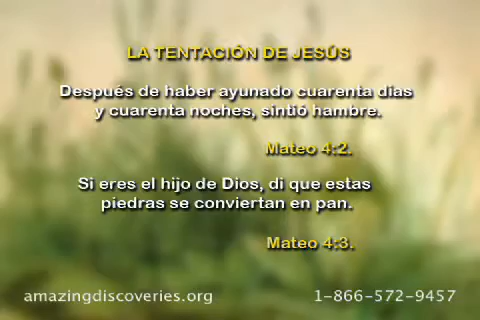 LA TENTACIÓN DE JESÚS
Después de haber ayunado cuarenta días
y cuarenta noches, sintió hambre.
Mateo 4:2.
Si eres el hijo de Dios, di que estas
piedras se conviertan en pan.
Mateo 4:3.
amazingdiscoveries.org 1-866-572-9457